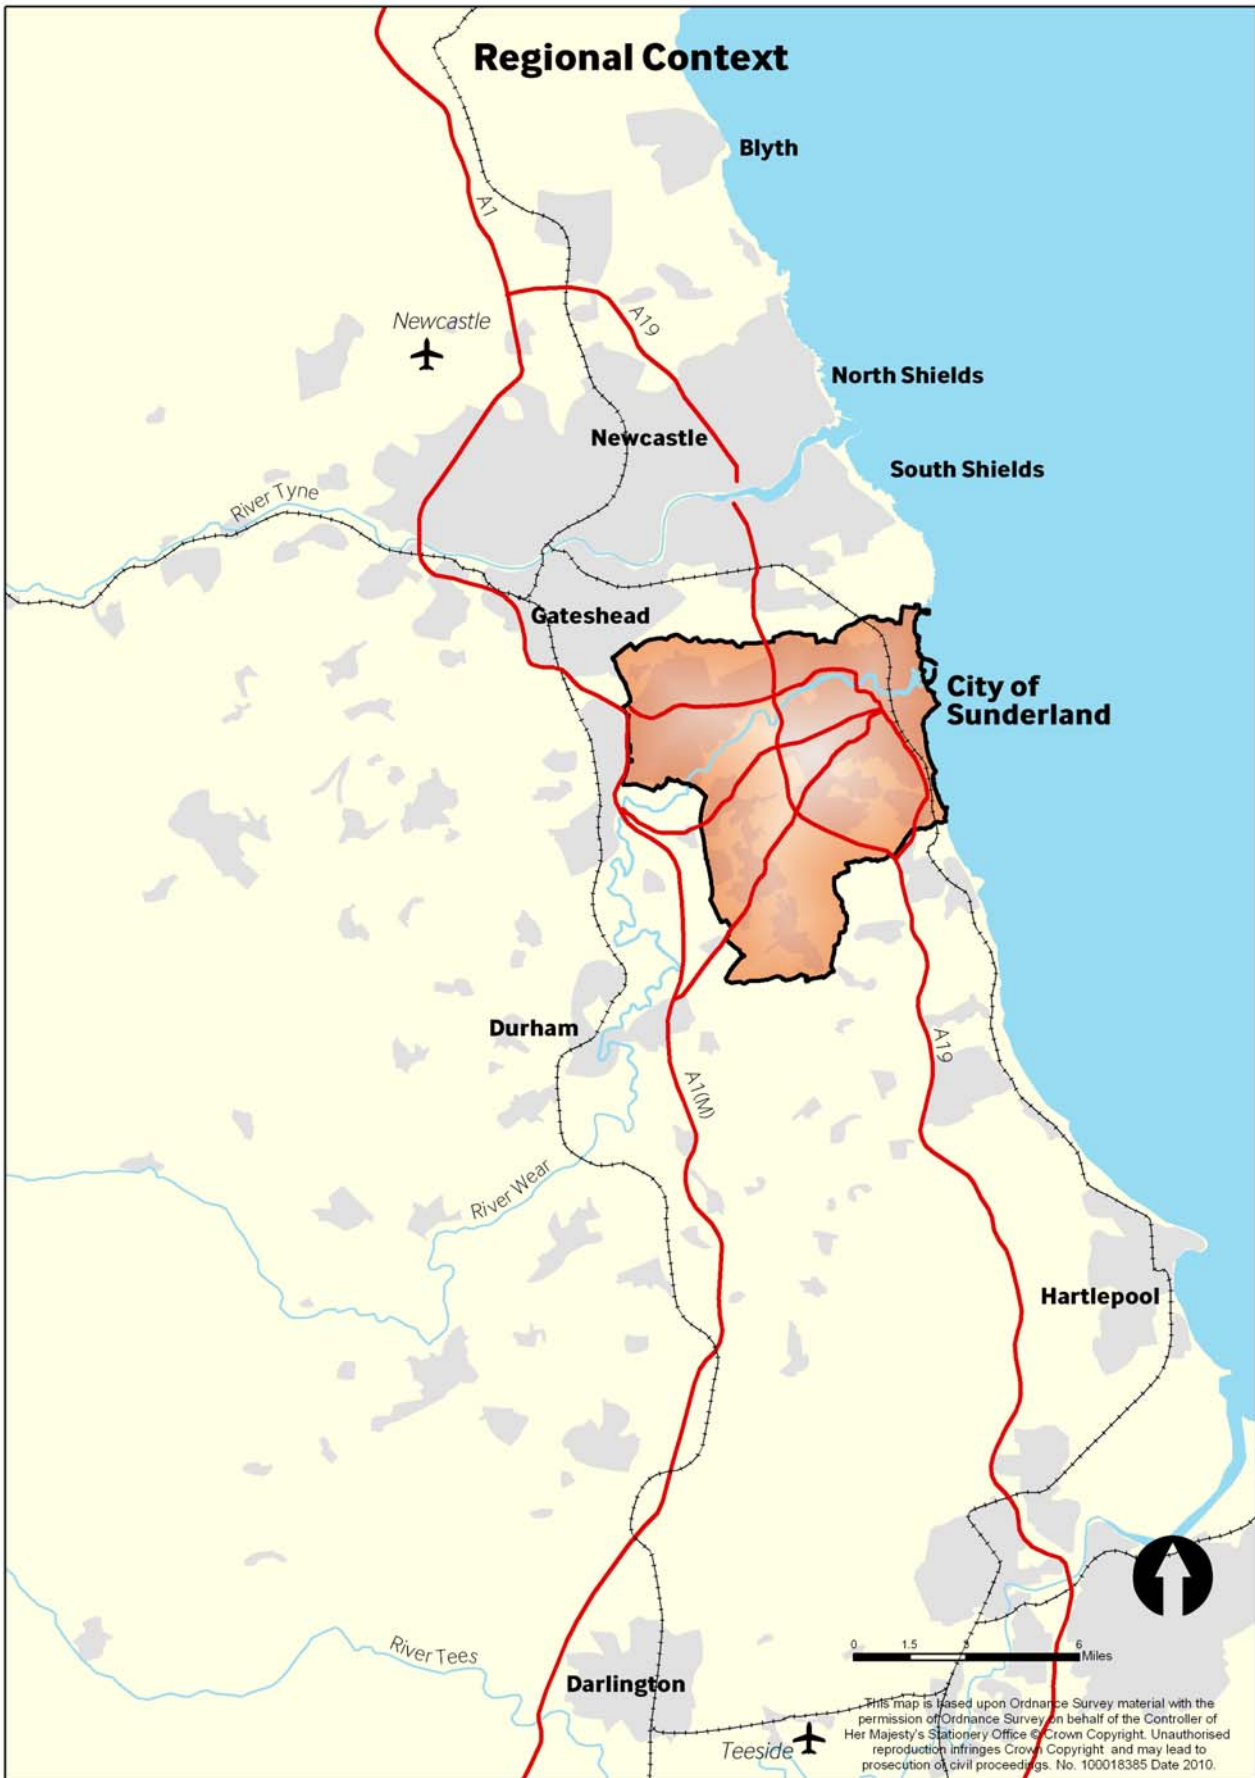 Regional Context
Blyth
A1
Newcastle
A19
North Shields
Newcastle
South Shields
River Tyne
Gateshead
City of
Sunderland
Durham
A19
A1(M)
River Wear
Hartlepool
0 1.5 3 6
Miles
River Tees
Darlington
Teeside
This map is based upon Ordnance Survey material with the
permission of Ordnance Survey on behalf of the Controller of
Her Majesty's Stationery Office © Crown Copyright. Unauthorised
reproduction infringes Crown Copyright and may lead to
prosecution or civil proceedings. No. 100018385 Date 2010.